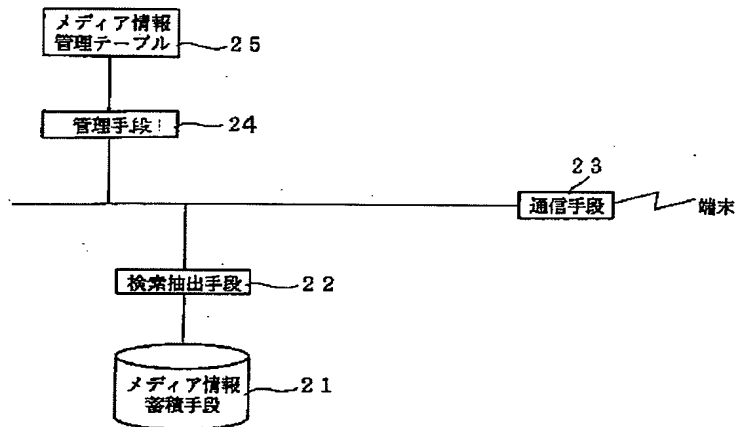 メディア情報
管理テーブル
25
管理手段
24
23
通信手段
端末
検索抽出手段
22
メディア情報
蓄積手段
21